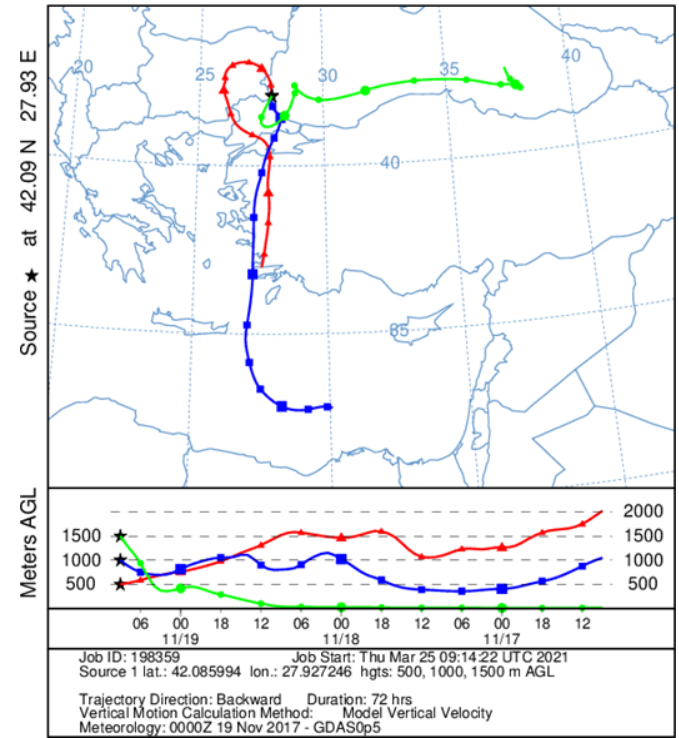 20
25
30
35
40
40
35
Source ★ at 42.09 N 27.93 E
Meters AGL
2000
1500 1500
1000 1000
500 500
06 00 18 12 06 00 18 12 06 00 18 12
11/19 11/18 11/17
Job ID: 198359 Job Start: Thu Mar 25 09:14:22 UTC 2021
Source 1 lat.: 42.085994 lon.: 27.927246 hgts: 500, 1000, 1500 m AGL
Trajectory Direction: Backward Duration: 72 hrs
Vertical Motion Calculation Method: Model Vertical Velocity
Meteorology: 0000Z 19 Nov 2017 - GDAS0p5